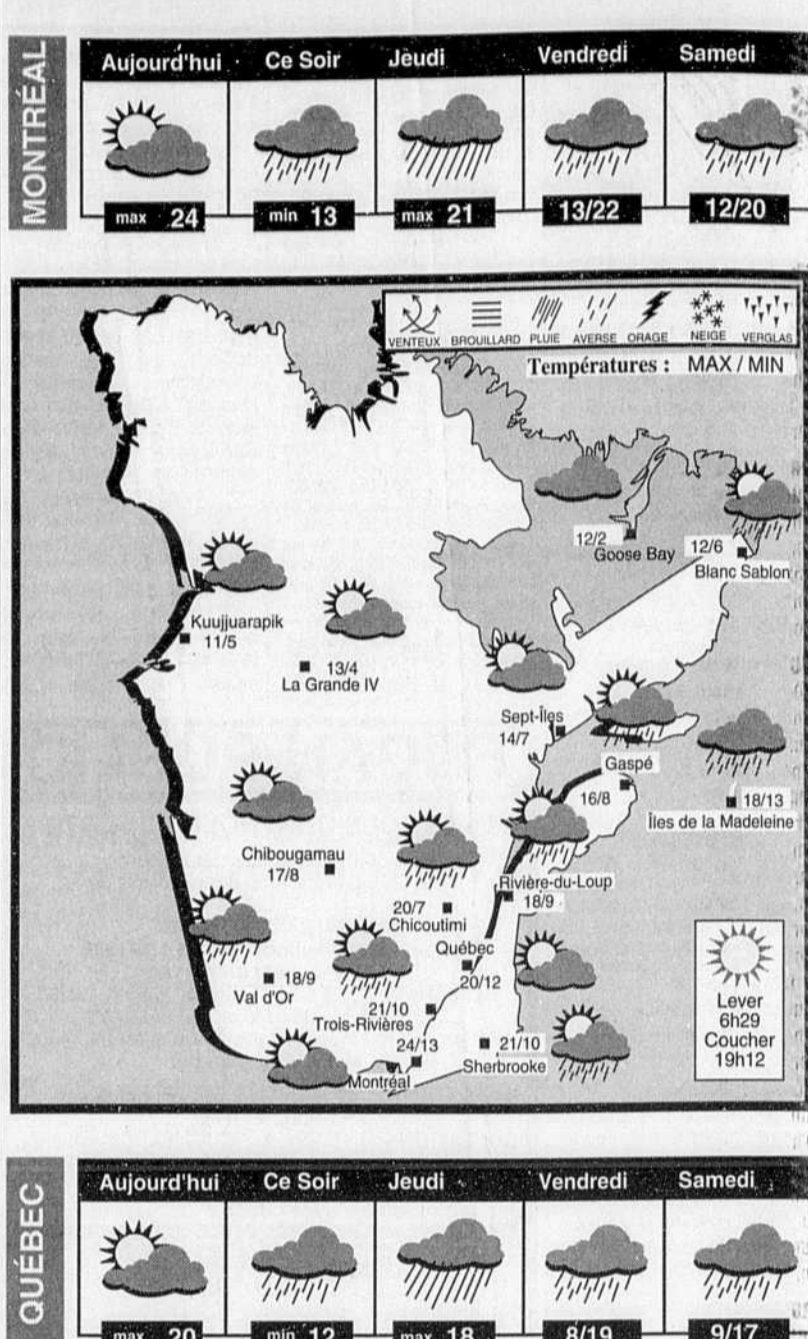 MONTRÉAL
Aujourd'hui Ce Soir Jeudi Vendredi Samedi
max 24 min 13 max 21 13/22 12/20
VENTEUX BROUILLARD PLUIE AVERSE ORAGE NEIGE VERGLAS
Températures : MAX / MIN
12/2
Goose Bay
12/6
Blanc Sablon
Kuujjuarapik
11/5
13/4
La Grande IV
Sept-Îles
14/7
Gaspé
16/8
18/13
Îles de la Madeleine
Chibougamau
17/8
Rivière-du-Loup
18/9
20/7
Chicoutimi
Québec
20/12
18/9
Val d'Or
21/10
Trois-Rivières
24/13
Montréal
21/10
Sherbrooke
Lever
6h29
Coucher
19h12
QUÉBEC
Aujourd'hui Ce Soir Jeudi Vendredi Samedi
max 20 min 12 max 18 8/19 9/17